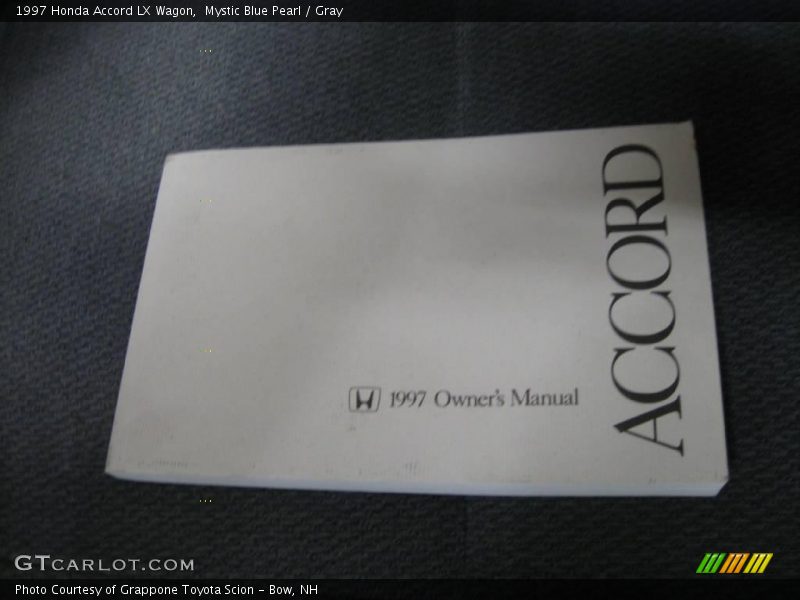 1997 Honda Accord LX Wagon,  Mystic Blue Pearl / Gray
ACCORD
1997 Owner's Manual
GTCARLOT.COM
Photo Courtesy of Grappone Toyota Scion - Bow, NH